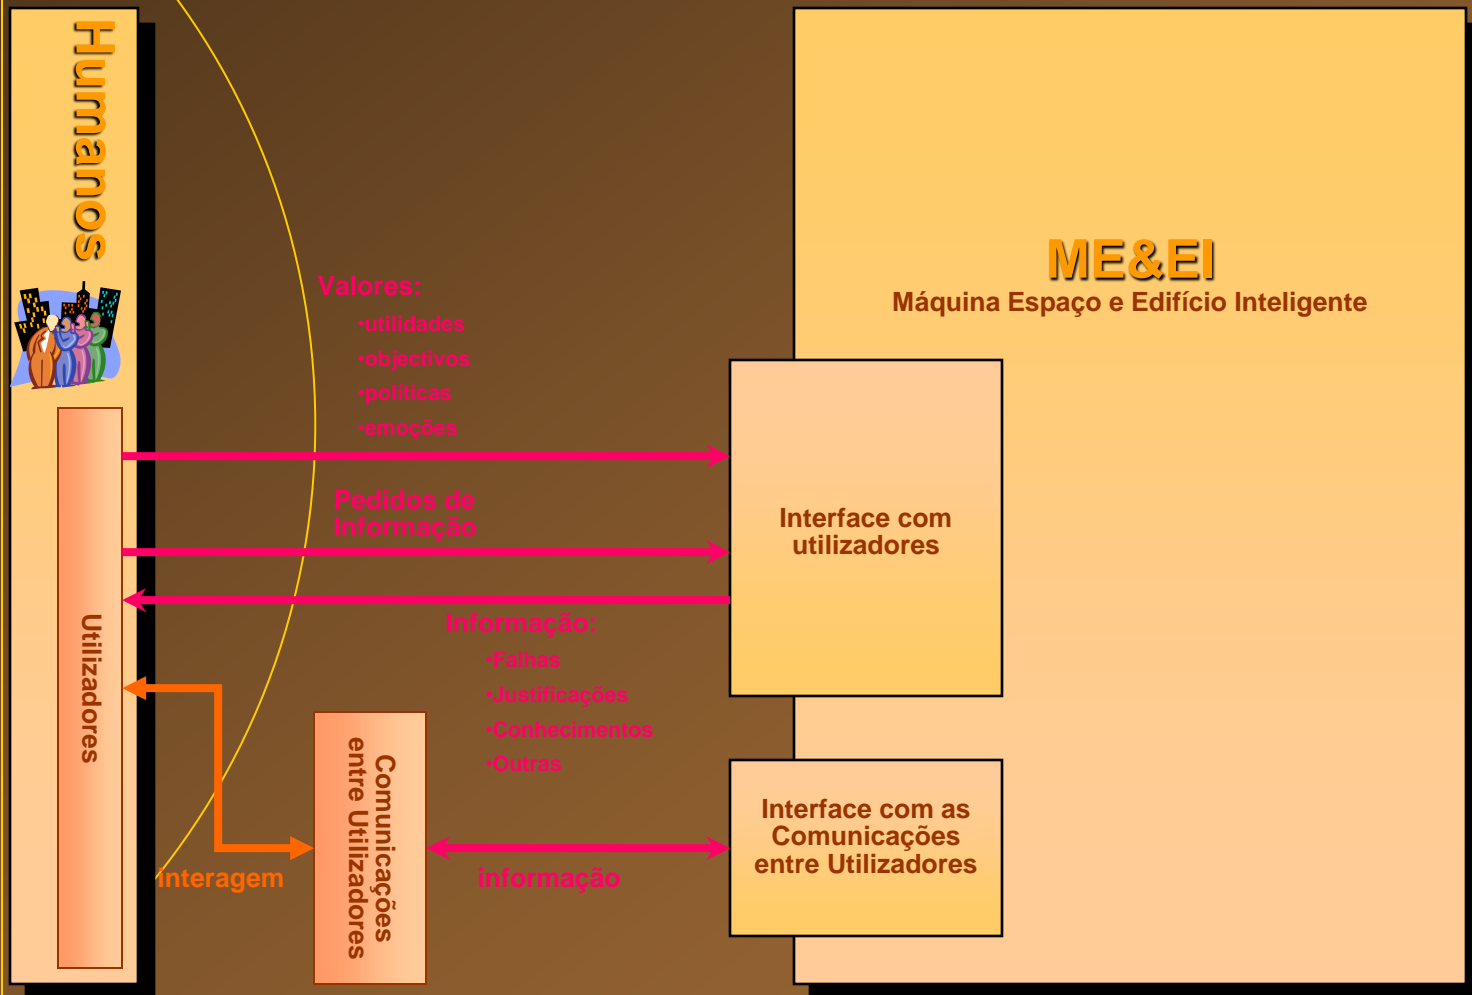 Humanos
ME&EI
Máquina Espaço e Edifício Inteligente
Valores:
•utilidades
•objectivos
•políticas
•emoções
Pedidos de
Informação
Interface com
utilizadores
Utilizadores
Informação:
•Falhas
•Justificações
•Conhecimentos
•Outras
Comunicações
entre Utilizadores
Interface com as
Comunicações
entre Utilizadores
interagem
informação